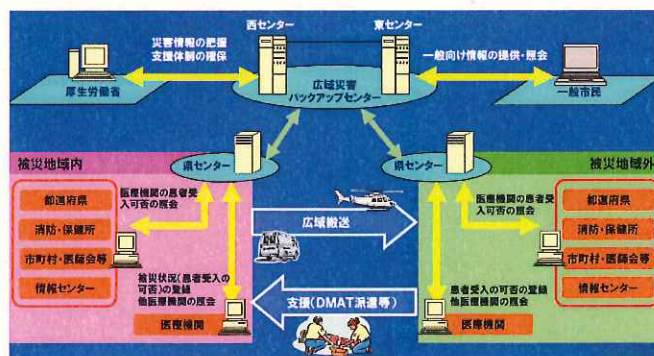 西センター
東センター
災害情報の把握
支援体制の確保
一般向け情報の提供・照会
厚生労働省
広域災害
バックアップセンター
一般市民
被災地域内
県センター
県センター
被災地域外
都道府県
消防・保健所
市町村・医師会等
情報センター
医療機関の患者受
入可否の照会
広域搬送
医療機関の患者受
入可否の照会
都道府県
消防・保健所
市町村・医師会等
情報センター
被災状況(患者受入の
可否)の登録
他医療機関の照会
医療機関
支援(DMAT派遣等)
患者受入の可否の登録
他医療機関の照会
医療機関